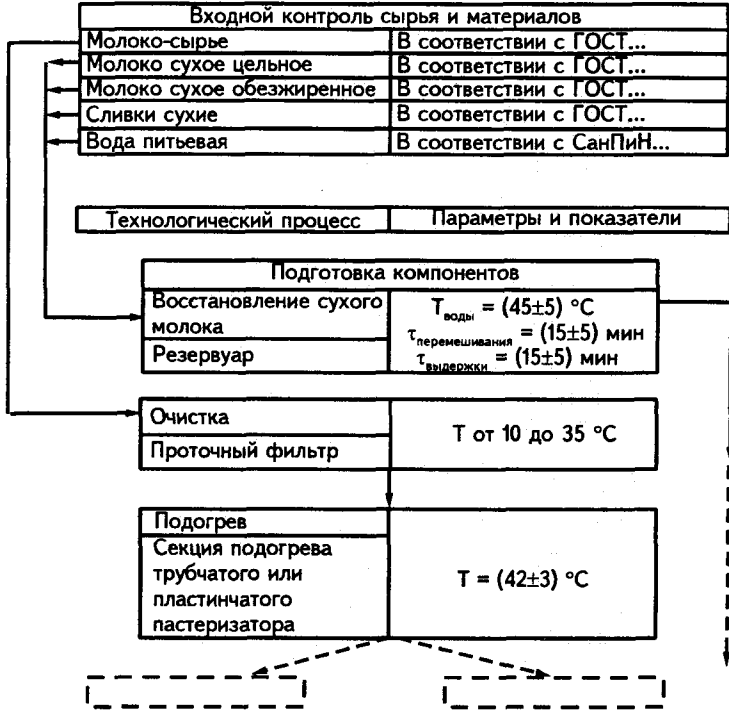 Входной контроль сырья и материалов
Молоко-сырье В соответствии с ГОСТ...
Молоко сухое цельное В соответствии с ГОСТ...
Молоко сухое обезжиренное В соответствии с ГОСТ...
Сливки сухие В соответствии с ГОСТ...
Вода питьевая В соответствии с СанПиН...
Технологический процесс Параметры и показатели
Подготовка компонентов
Восстановление сухого
молока
Резервуар
Tводы = (45±5) °C
τперемешивания = (15±5) мин
τвыдержки = (15±5) мин
Очистка
Проточный фильтр
T от 10 до 35 °C
Подогрев
Секция подогрева
трубчатого или
пластинчатого
пастеризатора
T = (42±3) °C